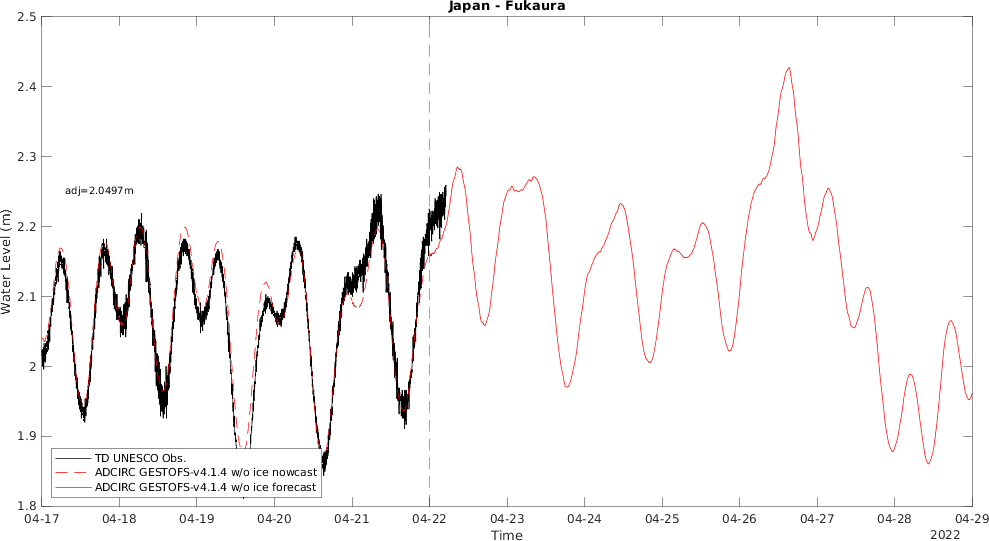 Japan - Fukaura
2.5
2.4
2.3
2.2
2.1
2
1.9
1.8
Water Level (m)
adj=2.0497m
TD UNESCO Obs.
ADCIRC GESTOFS-v4.1.4 w/o ice nowcast
ADCIRC GESTOFS-v4.1.4 w/o ice forecast
04-17 04-18 04-19 04-20 04-21 04-22 04-23 04-24 04-25 04-26 04-27 04-28 04-29
Time
2022